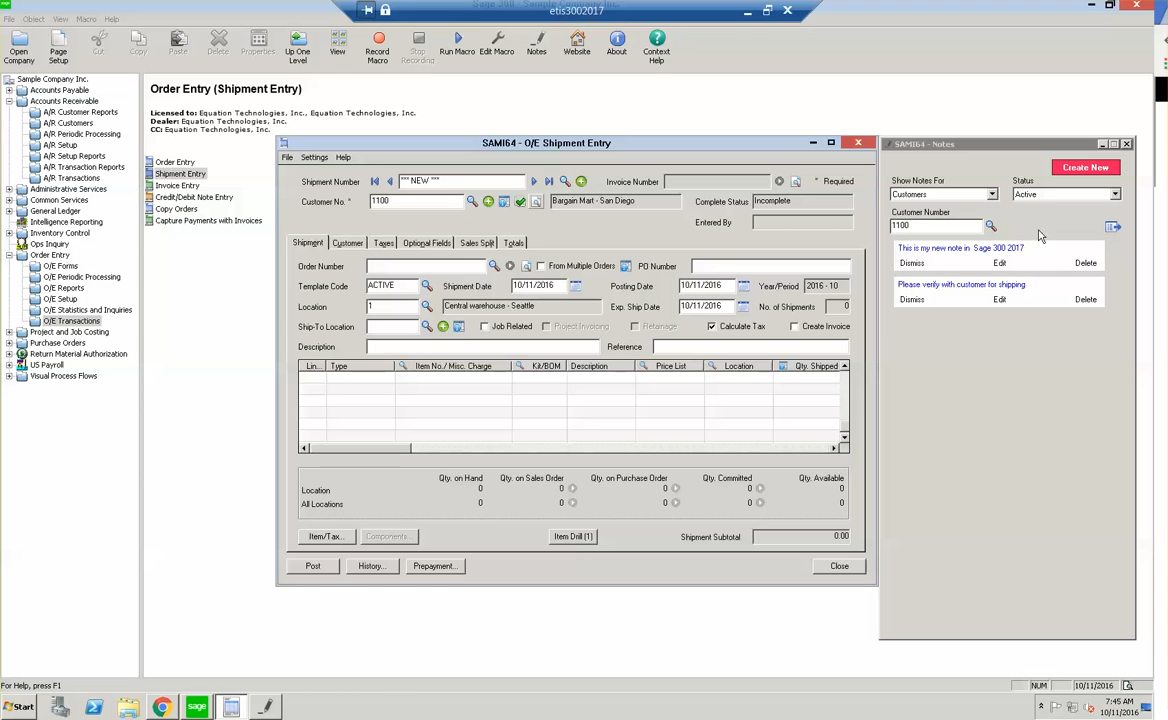 sage
Sage 300 - Sample Company Inc.
etis3002017
File Object View Macro Help
Open Company
Page Setup
Cut
Copy
Paste
Delete
Properties
Up One Level
View
Record Macro
Stop Recording
Run Macro
Edit Macro
Notes
Website
About
Context Help
Sample Company Inc.
Accounts Payable
Accounts Receivable
A/R Customer Reports
A/R Customers
A/R Periodic Processing
A/R Setup
A/R Setup Reports
A/R Transaction Reports
A/R Transactions
Administrative Services
Common Services
General Ledger
Intelligence Reporting
Inventory Control
Ops Inquiry
Order Entry
O/E Forms
O/E Periodic Processing
O/E Reports
O/E Setup
O/E Statistics and Inquiries
O/E Transactions
Project and Job Costing
Purchase Orders
Return Material Authorization
US Payroll
Visual Process Flows
Order Entry (Shipment Entry)
Licensed to: Equation Technologies, Inc., Equation Technologies, Inc.
Dealer: Equation Technologies, Inc.
CC: Equation Technologies, Inc.
Order Entry
Shipment Entry
Invoice Entry
Credit/Debit Note Entry
Copy Orders
Capture Payments with Invoices
SAMI64 - O/E Shipment Entry
File Settings Help
Shipment Number *** NEW *** Invoice Number * Required
Customer No. * 1100 Bargain Mart - San Diego Complete Status Incomplete
Entered By
Shipment Customer Taxes Optional Fields Sales Split Totals
Order Number From Multiple Orders PO Number
Template Code ACTIVE Shipment Date 10/11/2016 Posting Date 10/11/2016 Year/Period 2016 - 10
Location 1 Central warehouse - Seattle Exp. Ship Date 10/11/2016 No. of Shipments 0
Ship-To Location Job Related Project Invoicing Retainage Calculate Tax Create Invoice
Description Reference
Lin... Type Item No./ Misc. Charge Kit/BOM Description Price List Location Qty. Shipped
Qty. on Hand Qty. on Sales Order Qty. on Purchase Order Qty. Committed Qty. Available
Location 0 0 0 0 0
All Locations 0 0 0 0 0
Item/Tax... Components... Item Drill (1) Shipment Subtotal 0.00
Post History... Prepayment... Close
SAMI64 - Notes
Create New
Show Notes For Status
Customers Active
Customer Number
1100
This is my new note in Sage 300 2017
Dismiss Edit Delete
Please verify with customer for shipping
Dismiss Edit Delete
For Help, press F1 NUM 10/11/2016
Start sage 7:45 AM
10/11/2016